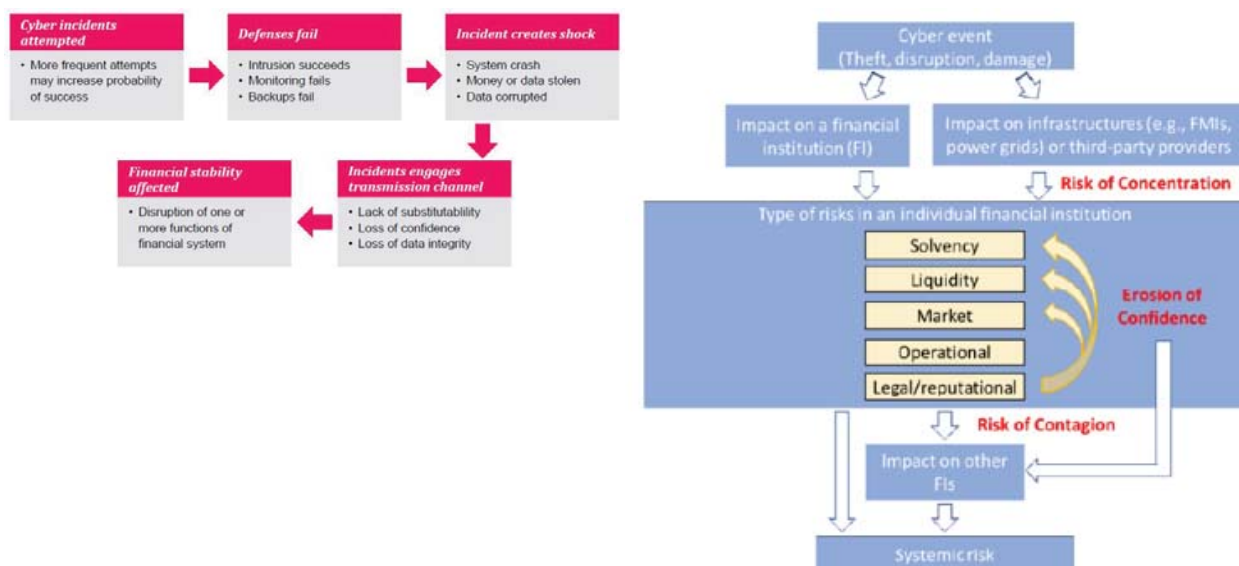 Cyber incidents
attempted
• More frequent attempts
may increase probability
of success
Defenses fail
• Intrusion succeeds
• Monitoring fails
• Backups fail
Incident creates shock
• System crash
• Money or data stolen
• Data corrupted
Incidents engages
transmission channel
• Lack of substitutablility
• Loss of confidence
• Loss of data integrity
Financial stability
affected
• Disruption of one or
more functions of
financial system
Cyber event
(Theft, disruption, damage)
Impact on a financial
institution (FI)
Impact on infrastructures (e.g., FMIs,
power grids) or third-party providers
Risk of Concentration
Type of risks in an individual financial institution
Solvency
Liquidity
Market
Operational
Legal/reputational
Erosion of
Confidence
Risk of Contagion
Impact on other
FIs
Systemic risk